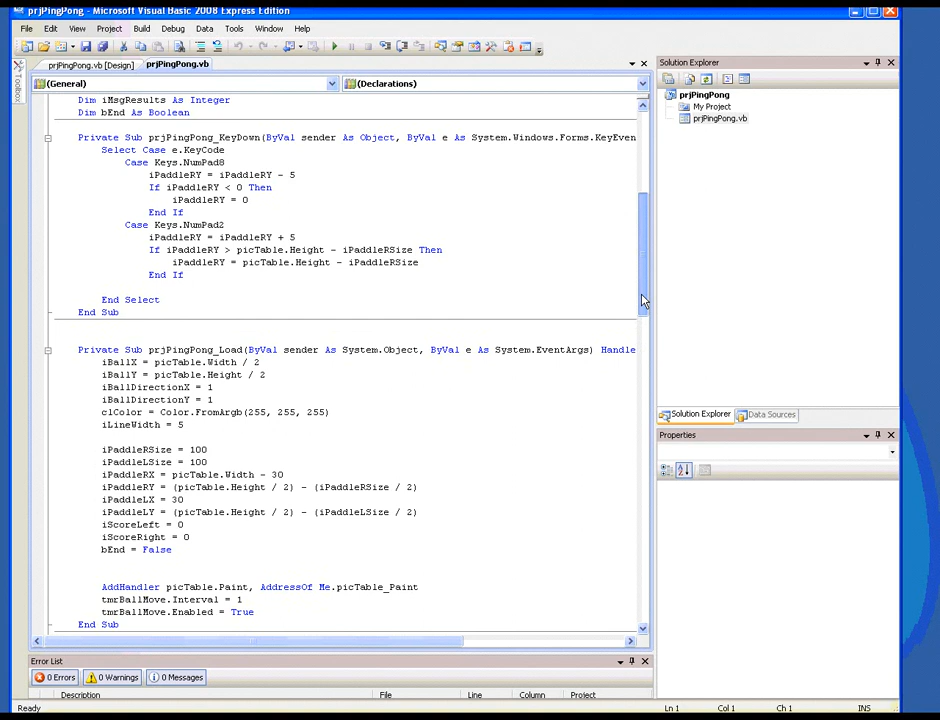 prjPingPong - Microsoft Visual Basic 2008 Express Edition
File Edit View Project Build Debug Data Tools Window Help
prjPingPong.vb [Design] prjPingPong.vb
Toolbox
(General) (Declarations)
Dim iMsgResults As Integer
Dim bEnd As Boolean
Private Sub prjPingPong_KeyDown(ByVal sender As Object, ByVal e As System.Windows.Forms.KeyEven
Select Case e.KeyCode
Case Keys.NumPad8
iPaddleRY = iPaddleRY - 5
If iPaddleRY < 0 Then
iPaddleRY = 0
End If
Case Keys.NumPad2
iPaddleRY = iPaddleRY + 5
If iPaddleRY > picTable.Height - iPaddleRSize Then
iPaddleRY = picTable.Height - iPaddleRSize
End If
End Select
End Sub
Private Sub prjPingPong_Load(ByVal sender As System.Object, ByVal e As System.EventArgs) Handle
iBallX = picTable.Width / 2
iBallY = picTable.Height / 2
iBallDirectionX = 1
iBallDirectionY = 1
clColor = Color.FromArgb(255, 255, 255)
iLineWidth = 5
iPaddleRSize = 100
iPaddleLSize = 100
iPaddleRX = picTable.Width - 30
iPaddleRY = (picTable.Height / 2) - (iPaddleRSize / 2)
iPaddleLX = 30
iPaddleLY = (picTable.Height / 2) - (iPaddleLSize / 2)
iScoreLeft = 0
iScoreRight = 0
bEnd = False
AddHandler picTable.Paint, AddressOf Me.picTable_Paint
tmrBallMove.Interval = 1
tmrBallMove.Enabled = True
End Sub
Solution Explorer
prjPingPong
My Project
prjPingPong.vb
Solution Explorer Data Sources
Properties
Error List
0 Errors 0 Warnings 0 Messages
Description File Line Column Project
Ready Ln 1 Col 1 Ch 1 INS